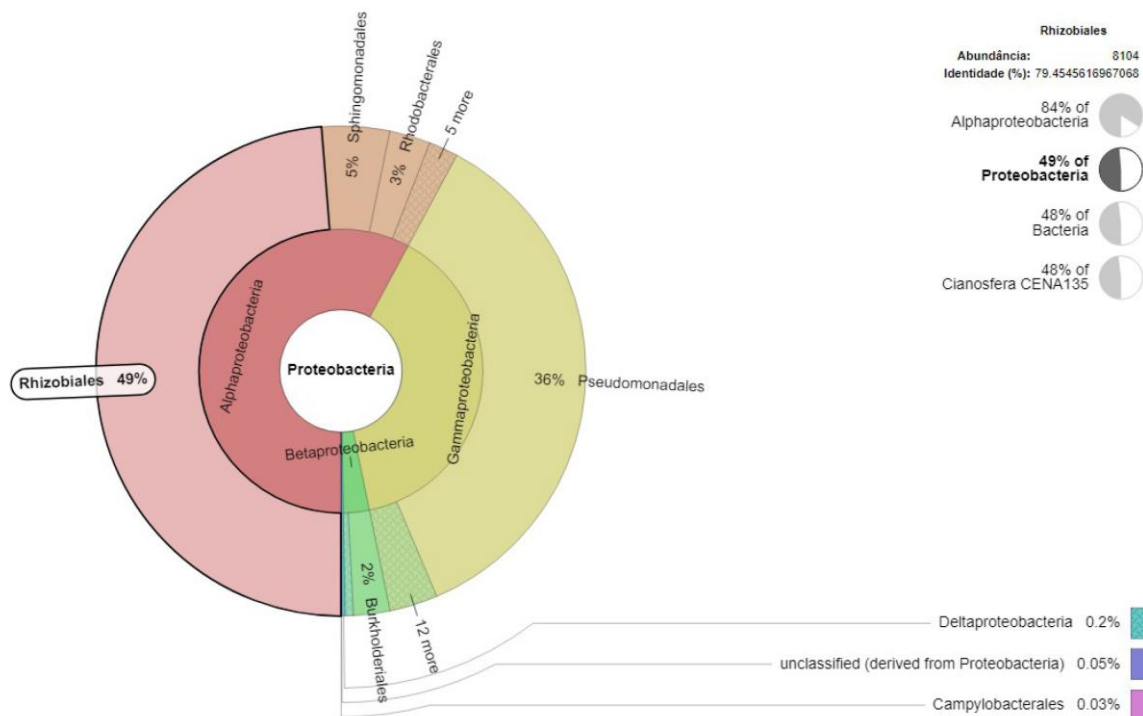 Rhizobiales
Abundância: 8104
Identidade (%): 79.4545616967068
84% of
Alphaproteobacteria
49% of
Proteobacteria
48% of
Bacteria
48% of
Cianosfera CENA135
5% Sphingomonadales
3% Rhodobacterales
5 more
Alphaproteobacteria
Proteobacteria
Gammaproteobacteria
Rhizobiales 49%
36% Pseudomonadales
Betaproteobacteria
2% Burkholderiales
12 more
Deltaproteobacteria 0.2%
unclassified (derived from Proteobacteria) 0.05%
Campylobacterales 0.03%